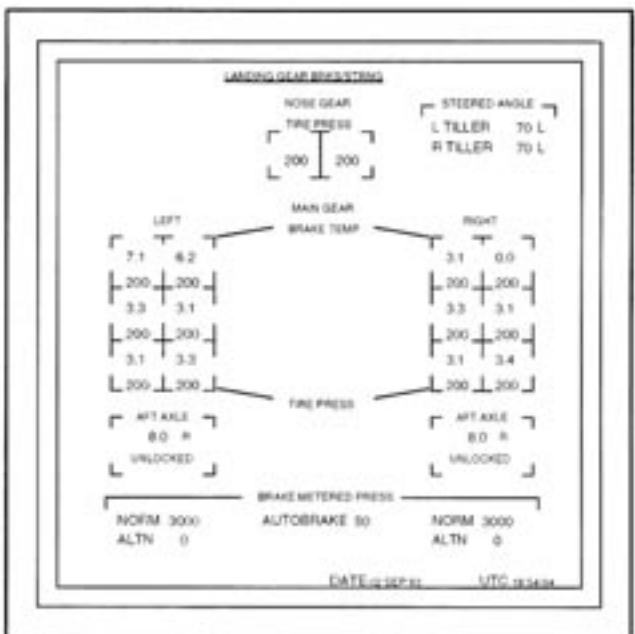 LANDING GEAR BRKS/STRNG
NOSE GEAR
TIRE PRESS
200 200
STEERED ANGLE
L TILLER 70 L
R TILLER 70 L
MAIN GEAR
BRAKE TEMP
LEFT
7.1 6.2
200 200
3.3 3.1
200 200
3.1 3.3
200 200
RIGHT
3.1 0.0
200 200
3.3 3.1
200 200
3.1 3.4
200 200
TIRE PRESS
AFT AXLE
8.0 R
UNLOCKED
AFT AXLE
8.0 R
UNLOCKED
BRAKE METERED PRESS
NORM 3000 AUTOBRAKE 50 NORM 3000
ALTN 0 ALTN 0
DATE SEP UTC